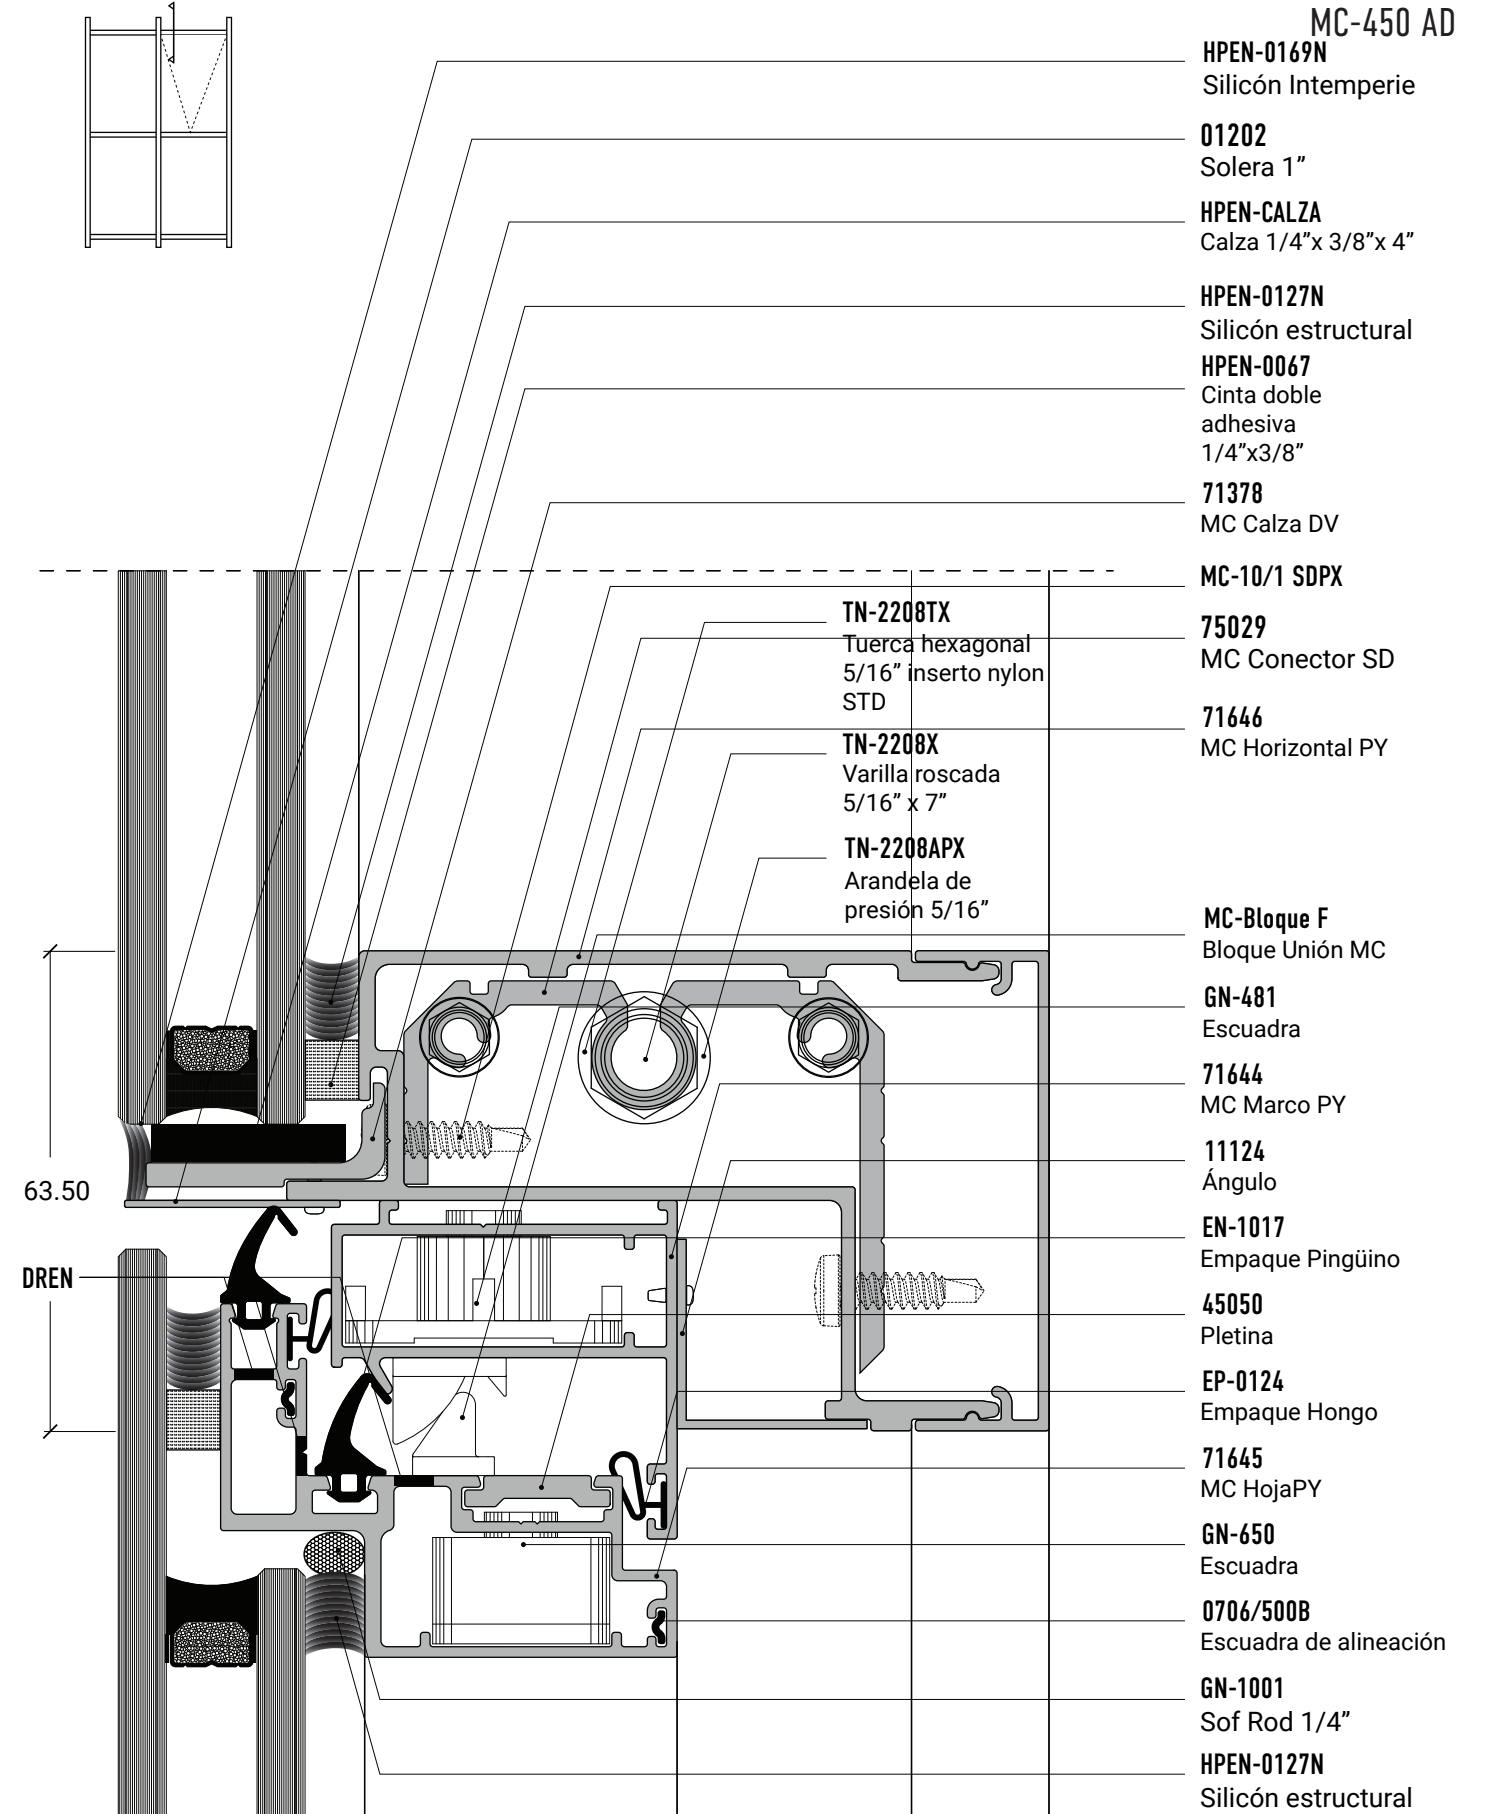 MC-450 AD
HPEN-0169N
Silicón Intemperie
01202
Solera 1”
HPEN-CALZA
Calza 1/4”x 3/8”x 4”
HPEN-0127N
Silicón estructural
HPEN-0067
Cinta doble
adhesiva
1/4”x3/8”
71378
MC Calza DV
MC-10/1 SDPX
75029
MC Conector SD
71646
MC Horizontal PY
TN-2208TX
Tuerca hexagonal
5/16” inserto nylon
STD
TN-2208X
Varilla roscada
5/16” x 7”
TN-2208APX
Arandela de
presión 5/16”
MC-Bloque F
Bloque Unión MC
GN-481
Escuadra
71644
MC Marco PY
11124
Ángulo
EN-1017
Empaque Pingüino
45050
Pletina
EP-0124
Empaque Hongo
71645
MC HojaPY
GN-650
Escuadra
0706/500B
Escuadra de alineación
GN-1001
Sof Rod 1/4”
HPEN-0127N
Silicón estructural
63.50
DREN